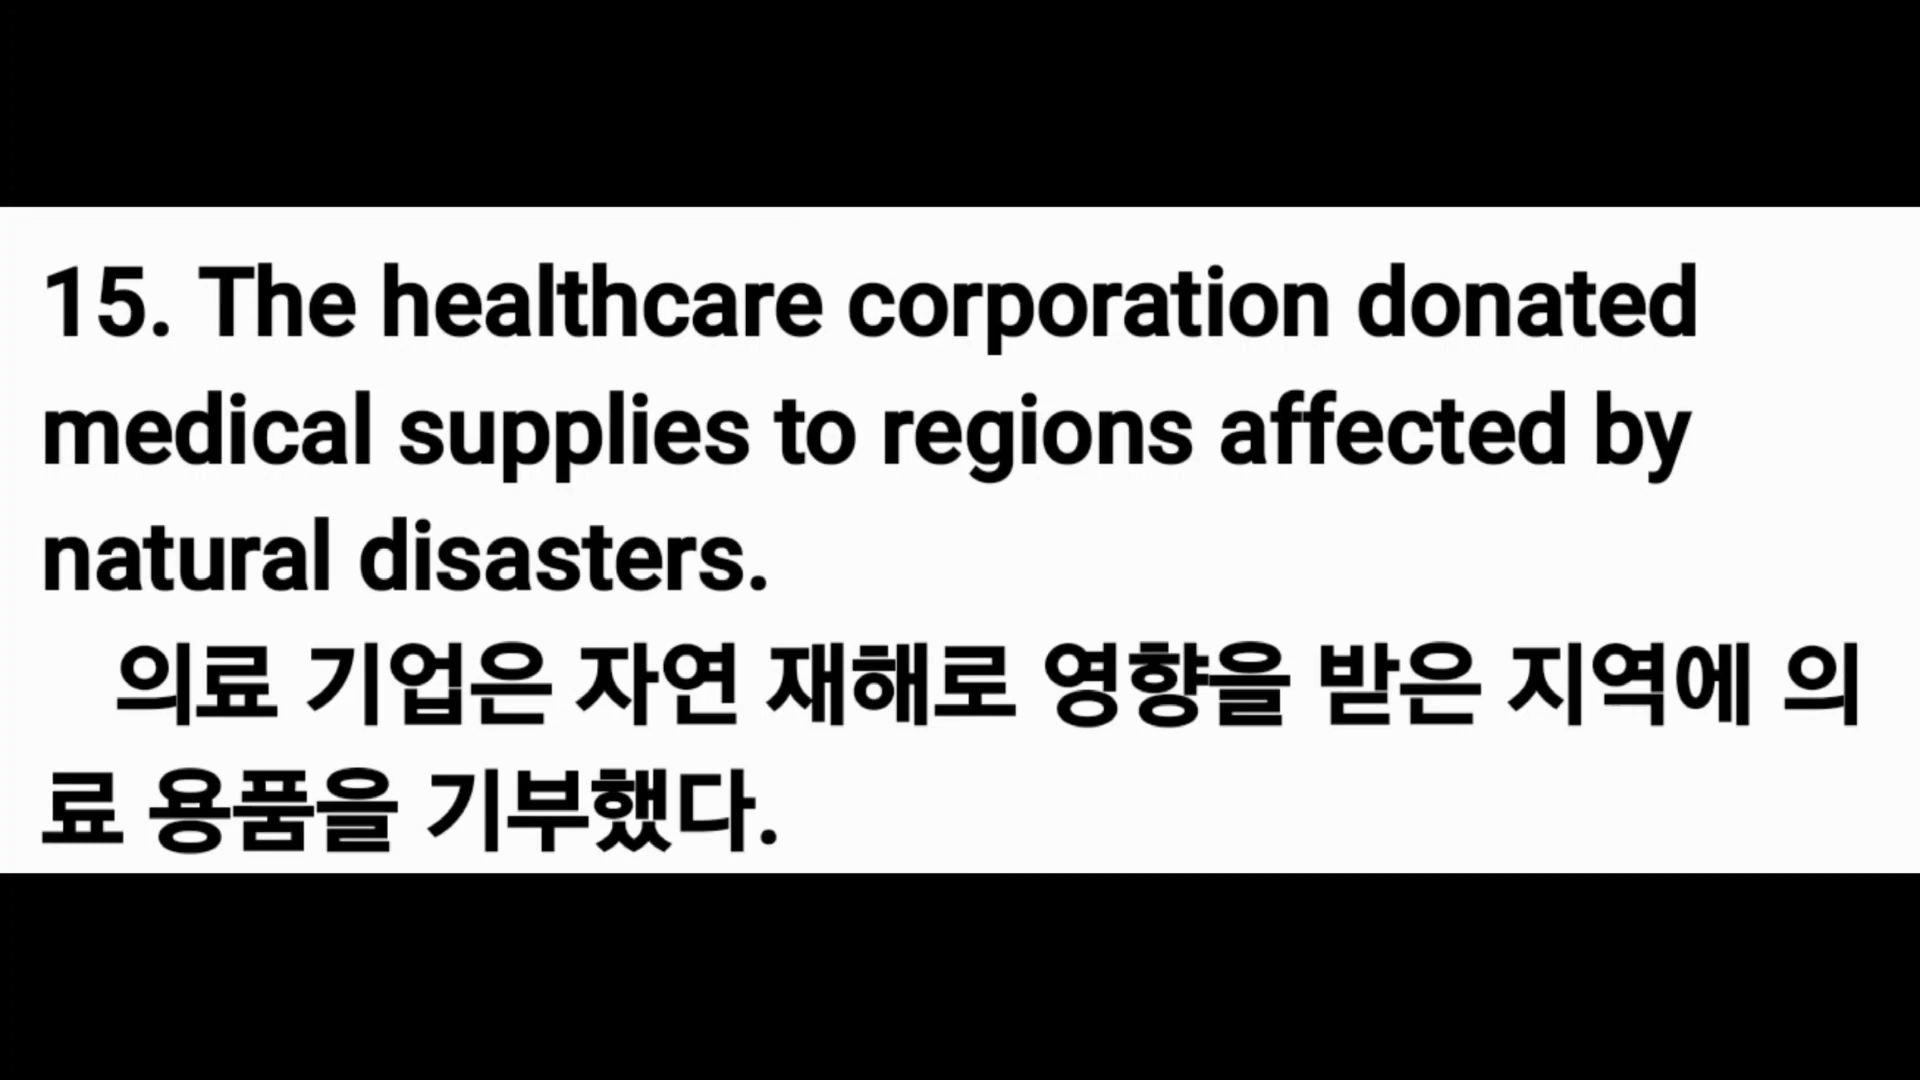 15. The healthcare corporation donated
medical supplies to regions affected by
natural disasters.
의료 기업은 자연 재해로 영향을 받은 지역에 의
료 용품을 기부했다.